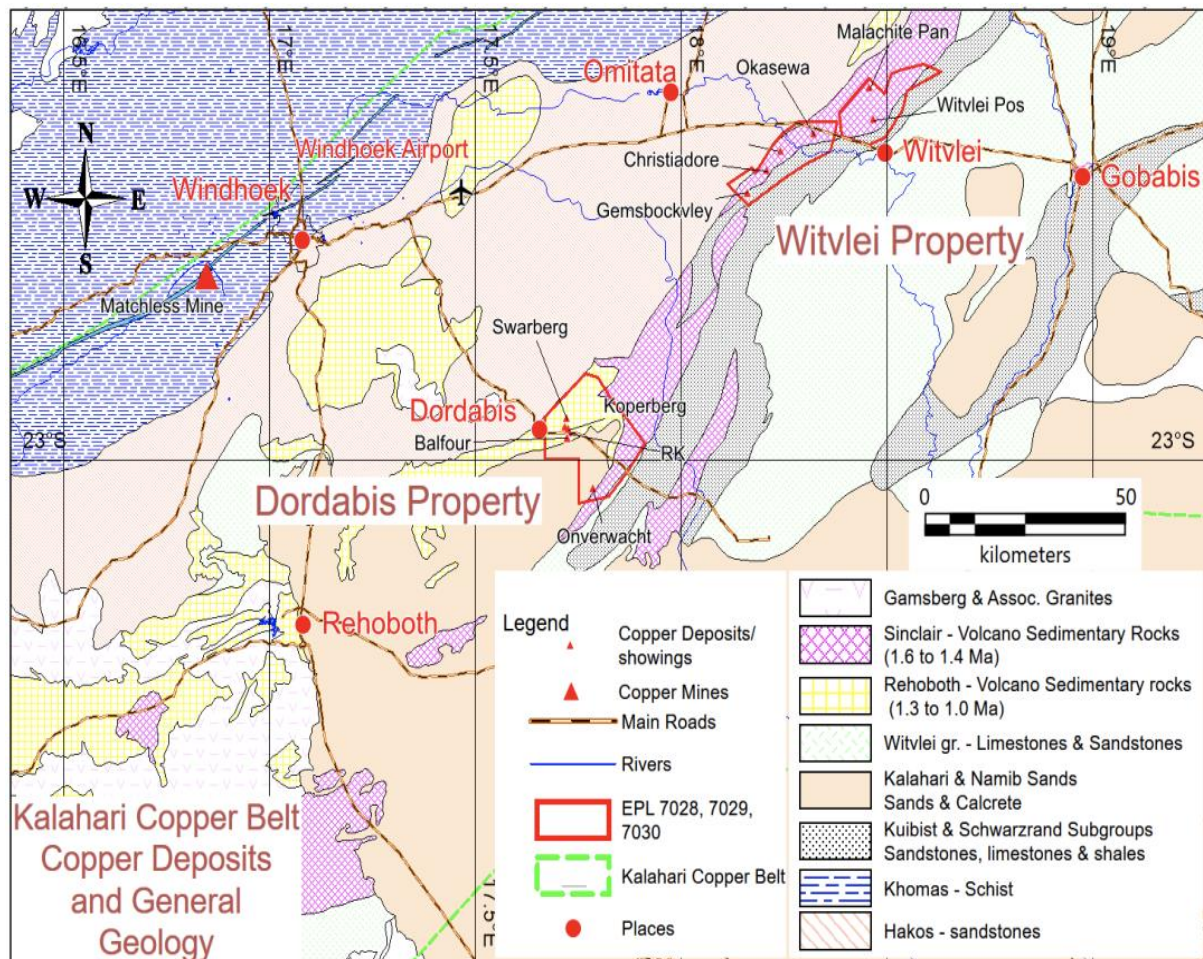 16.5°E
17°E
17.5°E
18°E
19°E
Malachite Pan
Okasewa
Omitata
Witvlei Pos
N
W E
S
Windhoek Airport
Christiadore
Witvlei
Windhoek
Gobabis
Gemsbockvley
Witvlei Property
Matchless Mine
Swarberg
Dordabis
Koperberg
Balfour
RK
23°S
23°S
Dordabis Property
0 50
kilometers
Onverwacht
Rehoboth
Legend
Copper Deposits/
showings
Copper Mines
Main Roads
Rivers
EPL 7028, 7029,
7030
Kalahari Copper Belt
Places
Gamsberg & Assoc. Granites
Sinclair - Volcano Sedimentary Rocks
(1.6 to 1.4 Ma)
Rehoboth - Volcano Sedimentary rocks
(1.3 to 1.0 Ma)
Witvlei gr. - Limestones & Sandstones
Kalahari & Namib Sands
Sands & Calcrete
Kuibist & Schwarzrand Subgroups
Sandstones, limestones & shales
Khomas - Schist
Hakos - sandstones
17.5°E
Kalahari Copper Belt
Copper Deposits
and General
Geology